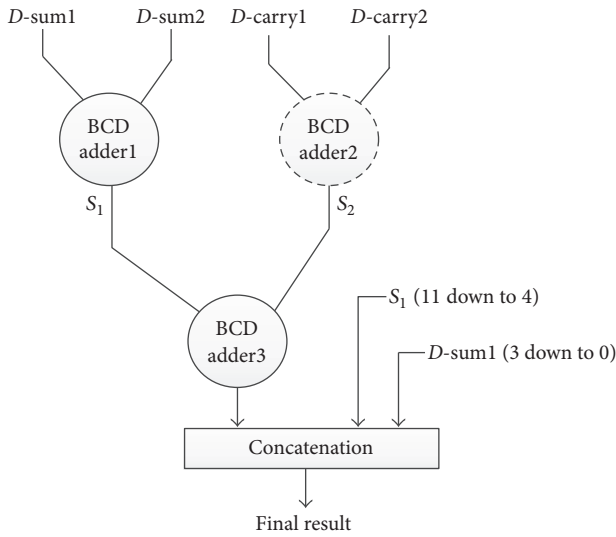 D-sum1
D-sum2
D-carry1
D-carry2
BCD
adder1
BCD
adder2
S₁
S₂
BCD
adder3
S₁ (11 down to 4)
D-sum1 (3 down to 0)
Concatenation
Final result